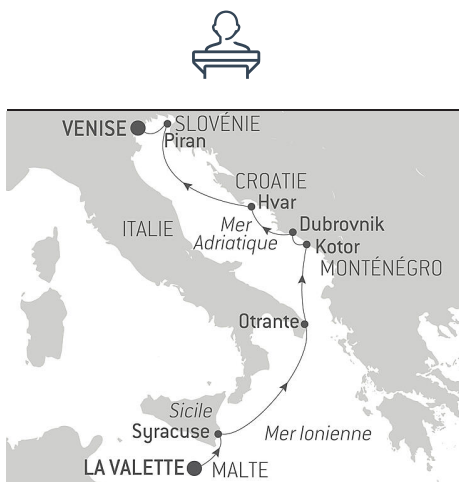 VENISE
SLOVÉNIE
Piran
CROATIE
Hvar
Mer
Adriatique
ITALIE
Dubrovnik
Kotor
MONTÉNÉGRO
Otrante
Sicile
Syracuse
Mer Ionienne
LA VALETTE
MALTE